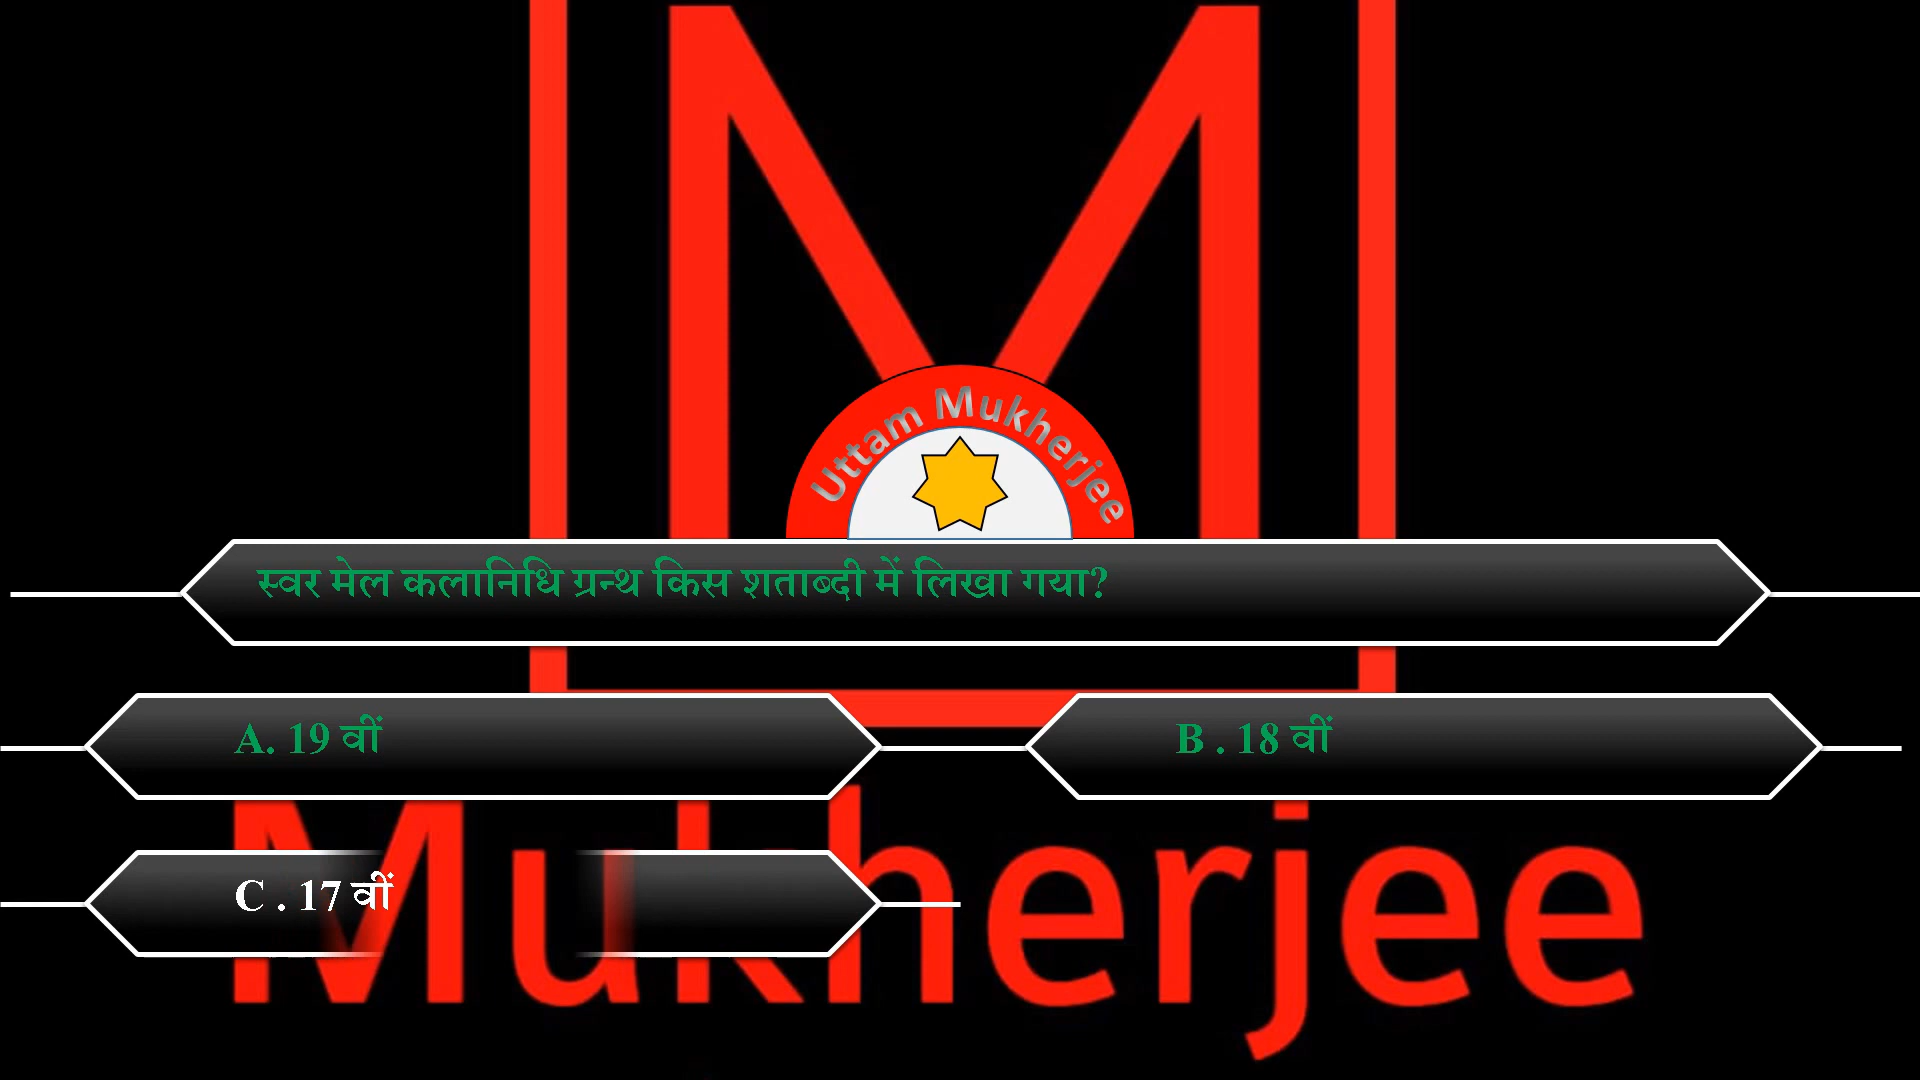 Uttam Mukherjee
स्वर मेल कलानिधि ग्रन्थ किस शताब्दी में लिखा गया?
A. 19 वीं
B . 18 वीं
C . 17 वीं
M
Mukherjee